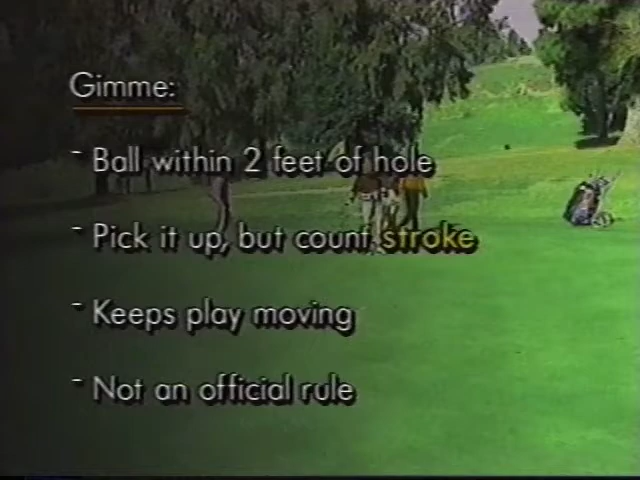 Gimme:
- Ball within 2 feet of hole
- Pick it up, but count stroke
- Keeps play moving
- Not an official rule